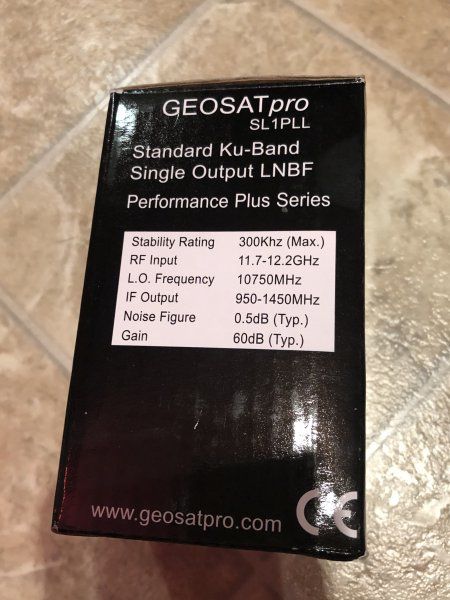 GEOSATpro
SL1PLL
Standard Ku-Band
Single Output LNBF
Performance Plus Series
Stability Rating 300Khz (Max.)
RF Input 11.7-12.2GHz
L.O. Frequency 10750MHz
IF Output 950-1450MHz
Noise Figure 0.5dB (Typ.)
Gain 60dB (Typ.)
www.geosatpro.com CE